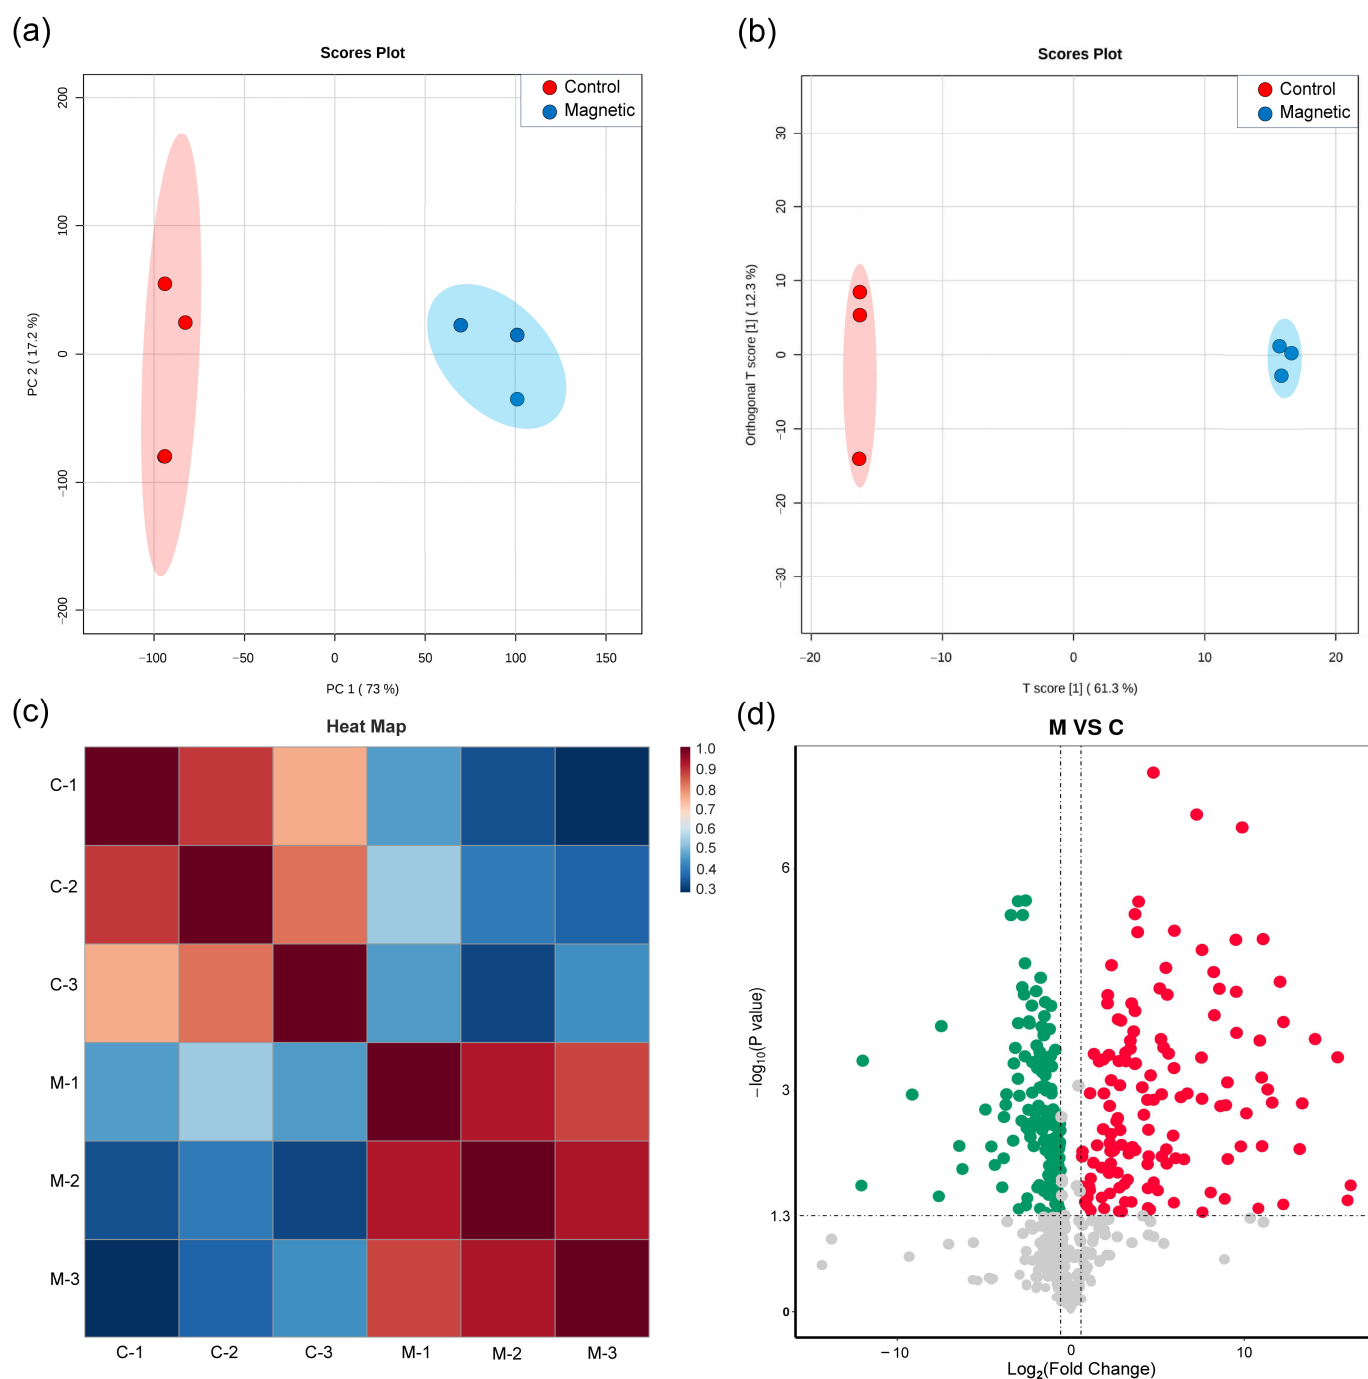 (a)
Scores Plot
Control
Magnetic
200
100
0
−100
−200
PC 2 ( 17.2 %)
−100 −50 0 50 100 150
PC 1 ( 73 %)
(b)
Scores Plot
Control
Magnetic
30
20
10
0
−10
−20
−30
Orthogonal T score [1] ( 12.3 %)
−20 −10 0 10 20
T score [1] ( 61.3 %)
(c)
Heat Map
C-1
C-2
C-3
M-1
M-2
M-3
C-1 C-2 C-3 M-1 M-2 M-3
1.0
0.9
0.8
0.7
0.6
0.5
0.4
0.3
(d)
M VS C
6
3
1.3
0
−log₁₀(P value)
−10 0 10
Log₂(Fold Change)